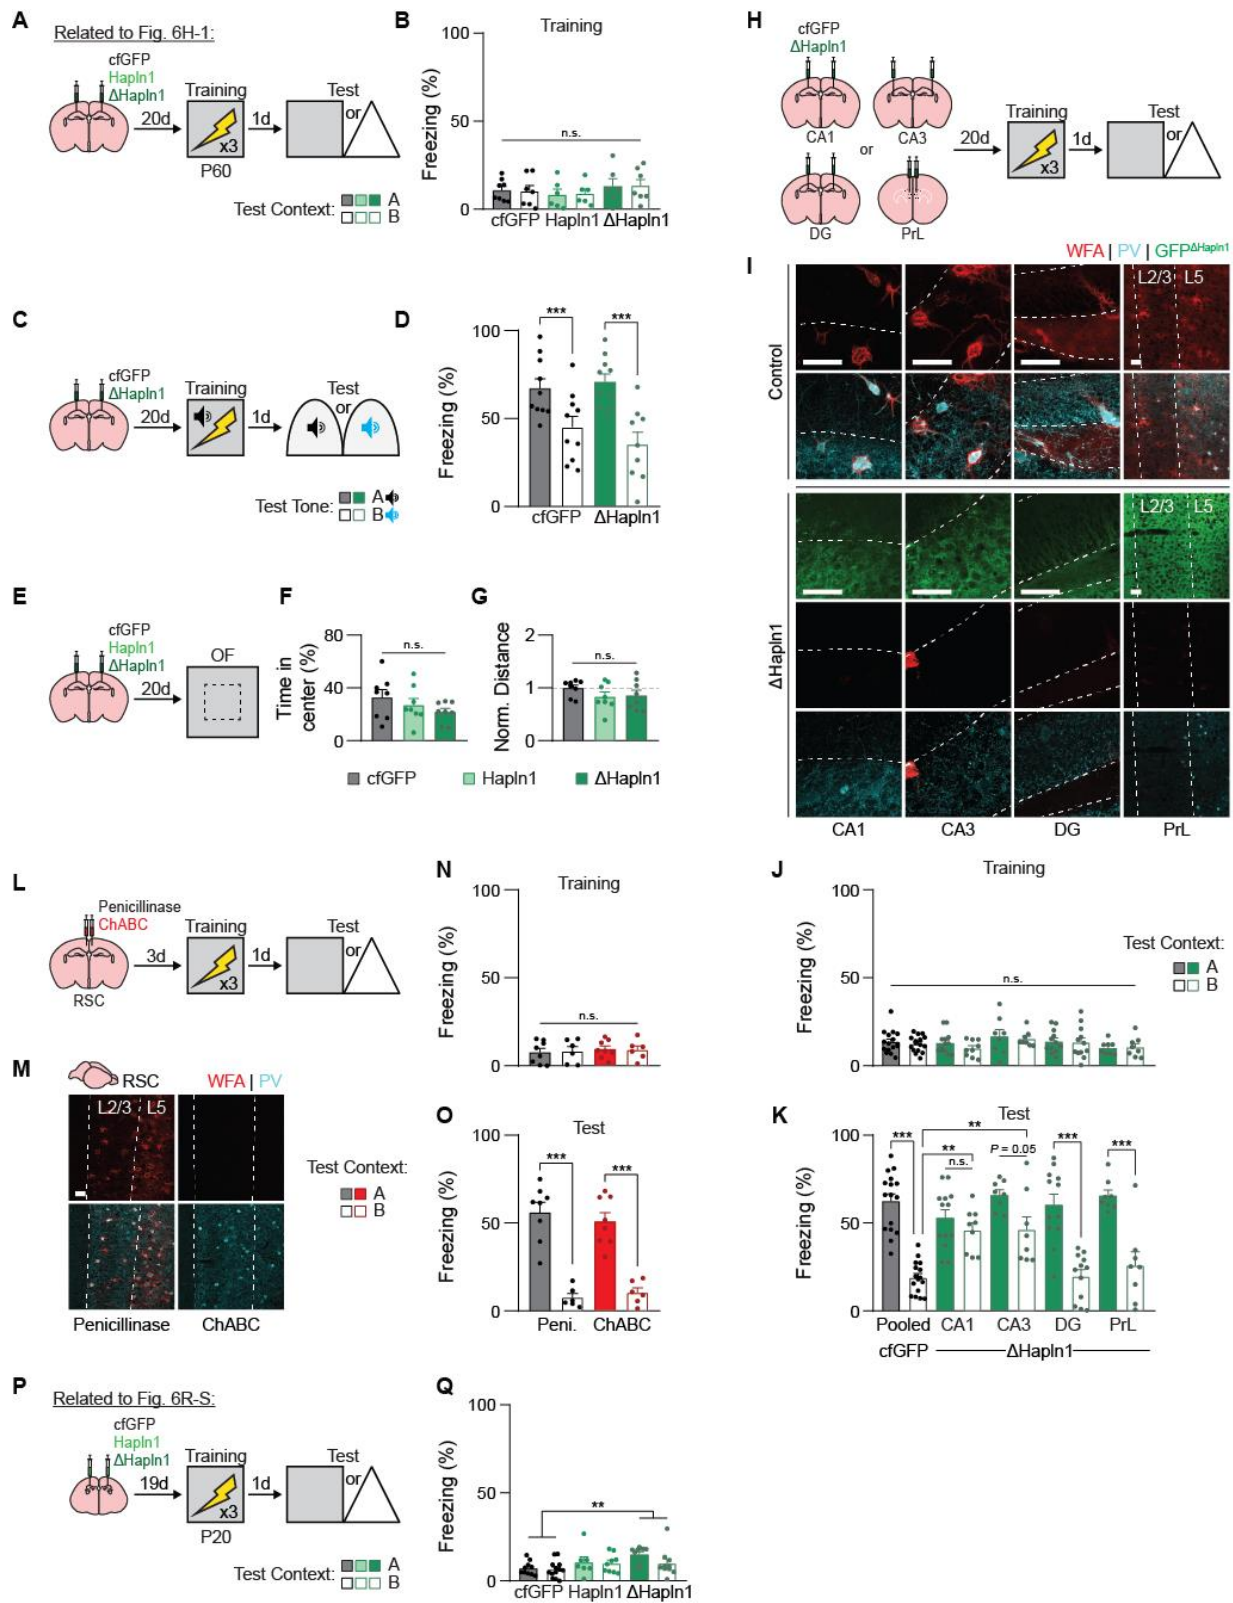 A
Related to Fig. 6H-1:
cfGFP
Hapln1
ΔHapln1
20d
Training
x3
P60
1d
Test
or
Test Context:
A
B
B
Training
Freezing (%)
100
50
0
n.s.
cfGFP Hapln1 ΔHapln1
C
cfGFP
ΔHapln1
20d
Training
1d
Test
or
Test Tone:
A
B
D
Freezing (%)
100
50
0
*** ***
cfGFP ΔHapln1
E
cfGFP
Hapln1
ΔHapln1
20d
OF
F
Time in
center (%)
80
40
0
n.s.
G
Norm. Distance
2
1
0
n.s.
cfGFP Hapln1 ΔHapln1
H
cfGFP
ΔHapln1
CA1
CA3
or
DG
PrL
20d
Training
x3
1d
Test
or
I
WFA | PV | GFPΔHapln1
L2/3 L5
Control
L2/3 L5
ΔHapln1
CA1 CA3 DG PrL
L
Penicillinase
ChABC
RSC
3d
Training
x3
1d
Test
or
M
RSC
WFA | PV
L2/3 L5
Penicillinase ChABC
Test Context:
A
B
N
Training
Freezing (%)
100
50
0
n.s.
O
Test
Freezing (%)
100
50
0
*** ***
Peni. ChABC
J
Training
Freezing (%)
100
50
0
n.s.
Test Context:
A
B
K
Test
Freezing (%)
100
50
0
**
*** ** n.s. P = 0.05 *** ***
Pooled CA1 CA3 DG PrL
cfGFP ΔHapln1
P
Related to Fig. 6R-S:
cfGFP
Hapln1
ΔHapln1
19d
Training
x3
P20
1d
Test
or
Test Context:
A
B
Q
Freezing (%)
100
50
0
**
cfGFP Hapln1 ΔHapln1